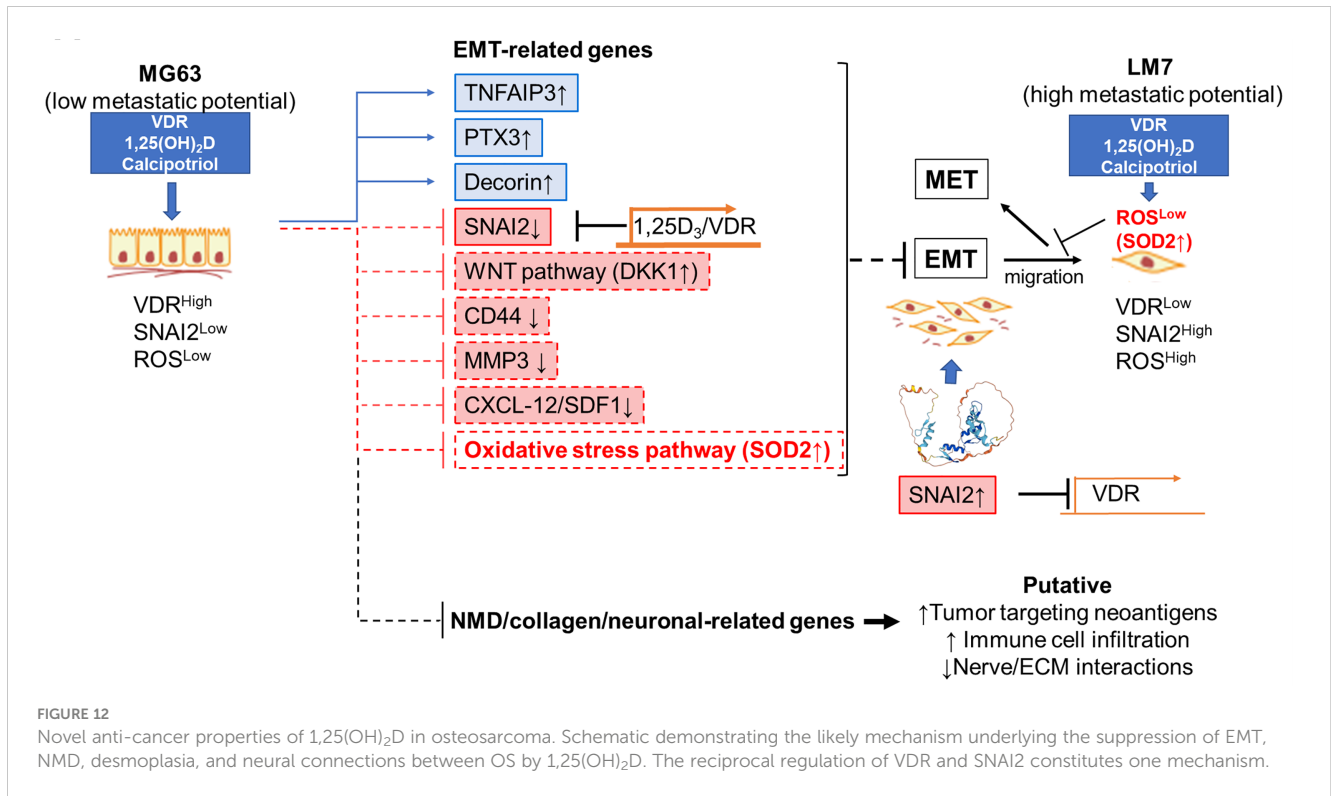 MG63
(low metastatic potential)
VDR
1,25(OH)₂D
Calcipotriol
VDRHigh
SNAI2Low
ROSLow
EMT-related genes
TNFAIP3↑
PTX3↑
Decorin↑
SNAI2↓
1,25D₃/VDR
WNT pathway (DKK1↑)
CD44 ↓
MMP3 ↓
CXCL-12/SDF1↓
Oxidative stress pathway (SOD2↑)
MET
EMT
migration
LM7
(high metastatic potential)
VDR
1,25(OH)₂D
Calcipotriol
ROSLow
(SOD2↑)
VDRLow
SNAI2High
ROSHigh
SNAI2↑
VDR
NMD/collagen/neuronal-related genes
Putative
↑Tumor targeting neoantigens
↑ Immune cell infiltration
↓Nerve/ECM interactions
FIGURE 12
Novel anti-cancer properties of 1,25(OH)₂D in osteosarcoma. Schematic demonstrating the likely mechanism underlying the suppression of EMT,
NMD, desmoplasia, and neural connections between OS by 1,25(OH)₂D. The reciprocal regulation of VDR and SNAI2 constitutes one mechanism.